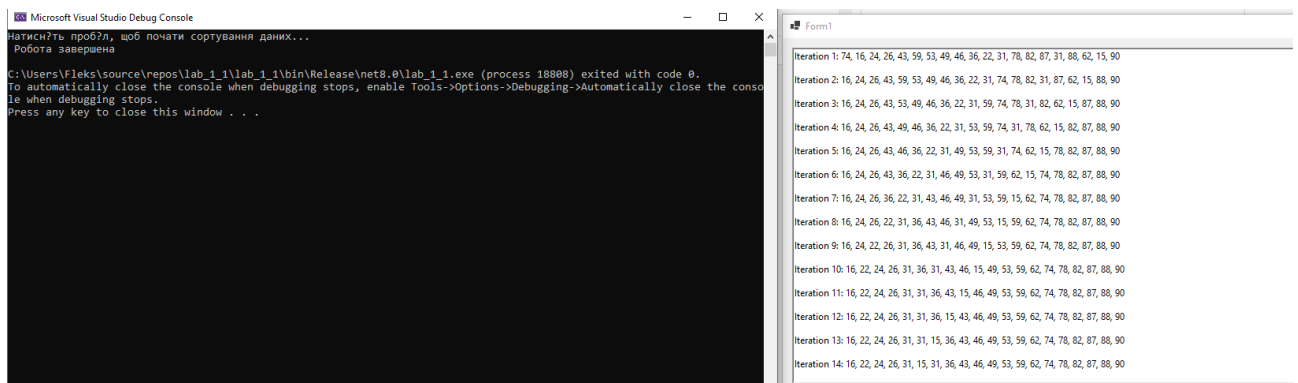 Microsoft Visual Studio Debug Console
Натисн?ть проб?л, щоб почати сортування даних...
Робота завершена
C:\Users\Fleks\source\repos\lab_1_1\lab_1_1\bin\Release\net8.0\lab_1_1.exe (process 18808) exited with code 0.
To automatically close the console when debugging stops, enable Tools->Options->Debugging->Automatically close the conso
le when debugging stops.
Press any key to close this window . . .
Form1
Iteration 1: 74, 16, 24, 26, 43, 59, 53, 49, 46, 36, 22, 31, 78, 82, 87, 31, 88, 62, 15, 90
Iteration 2: 16, 24, 26, 43, 59, 53, 49, 46, 36, 22, 31, 74, 78, 82, 31, 87, 62, 15, 88, 90
Iteration 3: 16, 24, 26, 43, 53, 49, 46, 36, 22, 31, 59, 74, 78, 31, 82, 62, 15, 87, 88, 90
Iteration 4: 16, 24, 26, 43, 49, 46, 36, 22, 31, 53, 59, 74, 31, 78, 62, 15, 82, 87, 88, 90
Iteration 5: 16, 24, 26, 43, 46, 36, 22, 31, 49, 53, 59, 31, 74, 62, 15, 78, 82, 87, 88, 90
Iteration 6: 16, 24, 26, 43, 36, 22, 31, 46, 49, 53, 31, 59, 62, 15, 74, 78, 82, 87, 88, 90
Iteration 7: 16, 24, 26, 36, 22, 31, 43, 46, 49, 31, 53, 59, 15, 62, 74, 78, 82, 87, 88, 90
Iteration 8: 16, 24, 26, 22, 31, 36, 43, 46, 31, 49, 53, 15, 59, 62, 74, 78, 82, 87, 88, 90
Iteration 9: 16, 24, 22, 26, 31, 36, 43, 31, 46, 49, 15, 53, 59, 62, 74, 78, 82, 87, 88, 90
Iteration 10: 16, 22, 24, 26, 31, 36, 31, 43, 46, 15, 49, 53, 59, 62, 74, 78, 82, 87, 88, 90
Iteration 11: 16, 22, 24, 26, 31, 31, 36, 43, 15, 46, 49, 53, 59, 62, 74, 78, 82, 87, 88, 90
Iteration 12: 16, 22, 24, 26, 31, 31, 36, 15, 43, 46, 49, 53, 59, 62, 74, 78, 82, 87, 88, 90
Iteration 13: 16, 22, 24, 26, 31, 31, 15, 36, 43, 46, 49, 53, 59, 62, 74, 78, 82, 87, 88, 90
Iteration 14: 16, 22, 24, 26, 31, 15, 31, 36, 43, 46, 49, 53, 59, 62, 74, 78, 82, 87, 88, 90